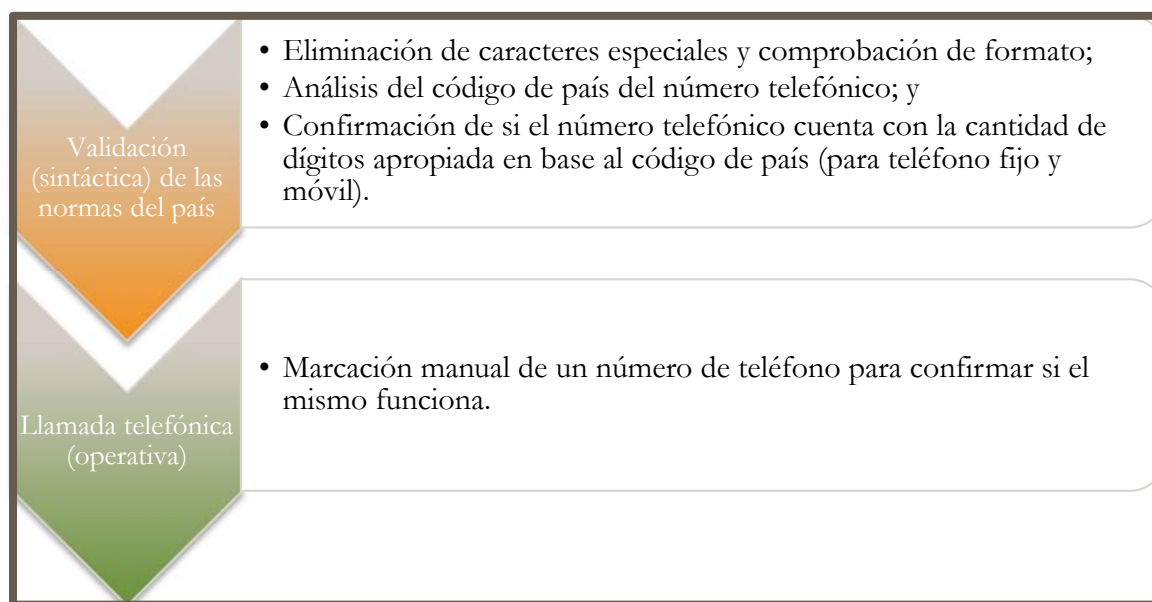 Validación
(sintáctica) de las
normas del país
• Eliminación de caracteres especiales y comprobación de formato;
• Análisis del código de país del número telefónico; y
• Confirmación de si el número telefónico cuenta con la cantidad de
dígitos apropiada en base al código de país (para teléfono fijo y
móvil).
Llamada telefónica
(operativa)
• Marcación manual de un número de teléfono para confirmar si el
mismo funciona.